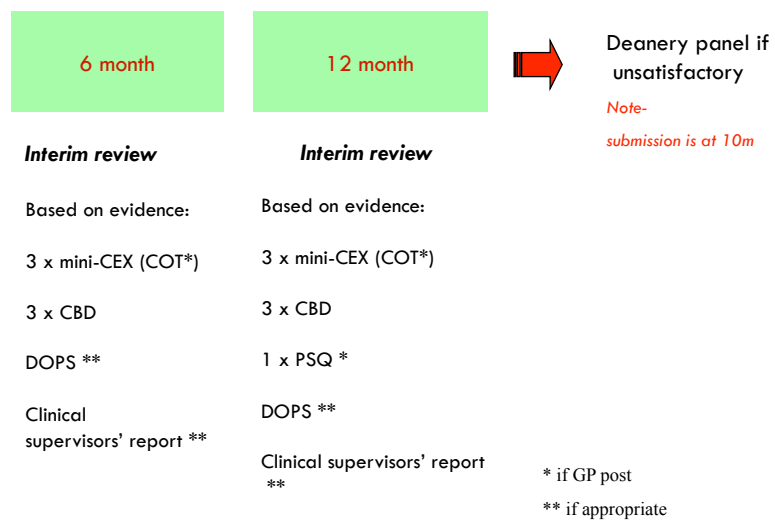 6 month
12 month
Deanery panel if
unsatisfactory
Note-
submission is at 10m
Interim review
Based on evidence:
3 x mini-CEX (COT*)
3 x CBD
DOPS **
Clinical
supervisors’ report **
Interim review
Based on evidence:
3 x mini-CEX (COT*)
3 x CBD
1 x PSQ *
DOPS **
Clinical supervisors’ report
**
* if GP post
** if appropriate